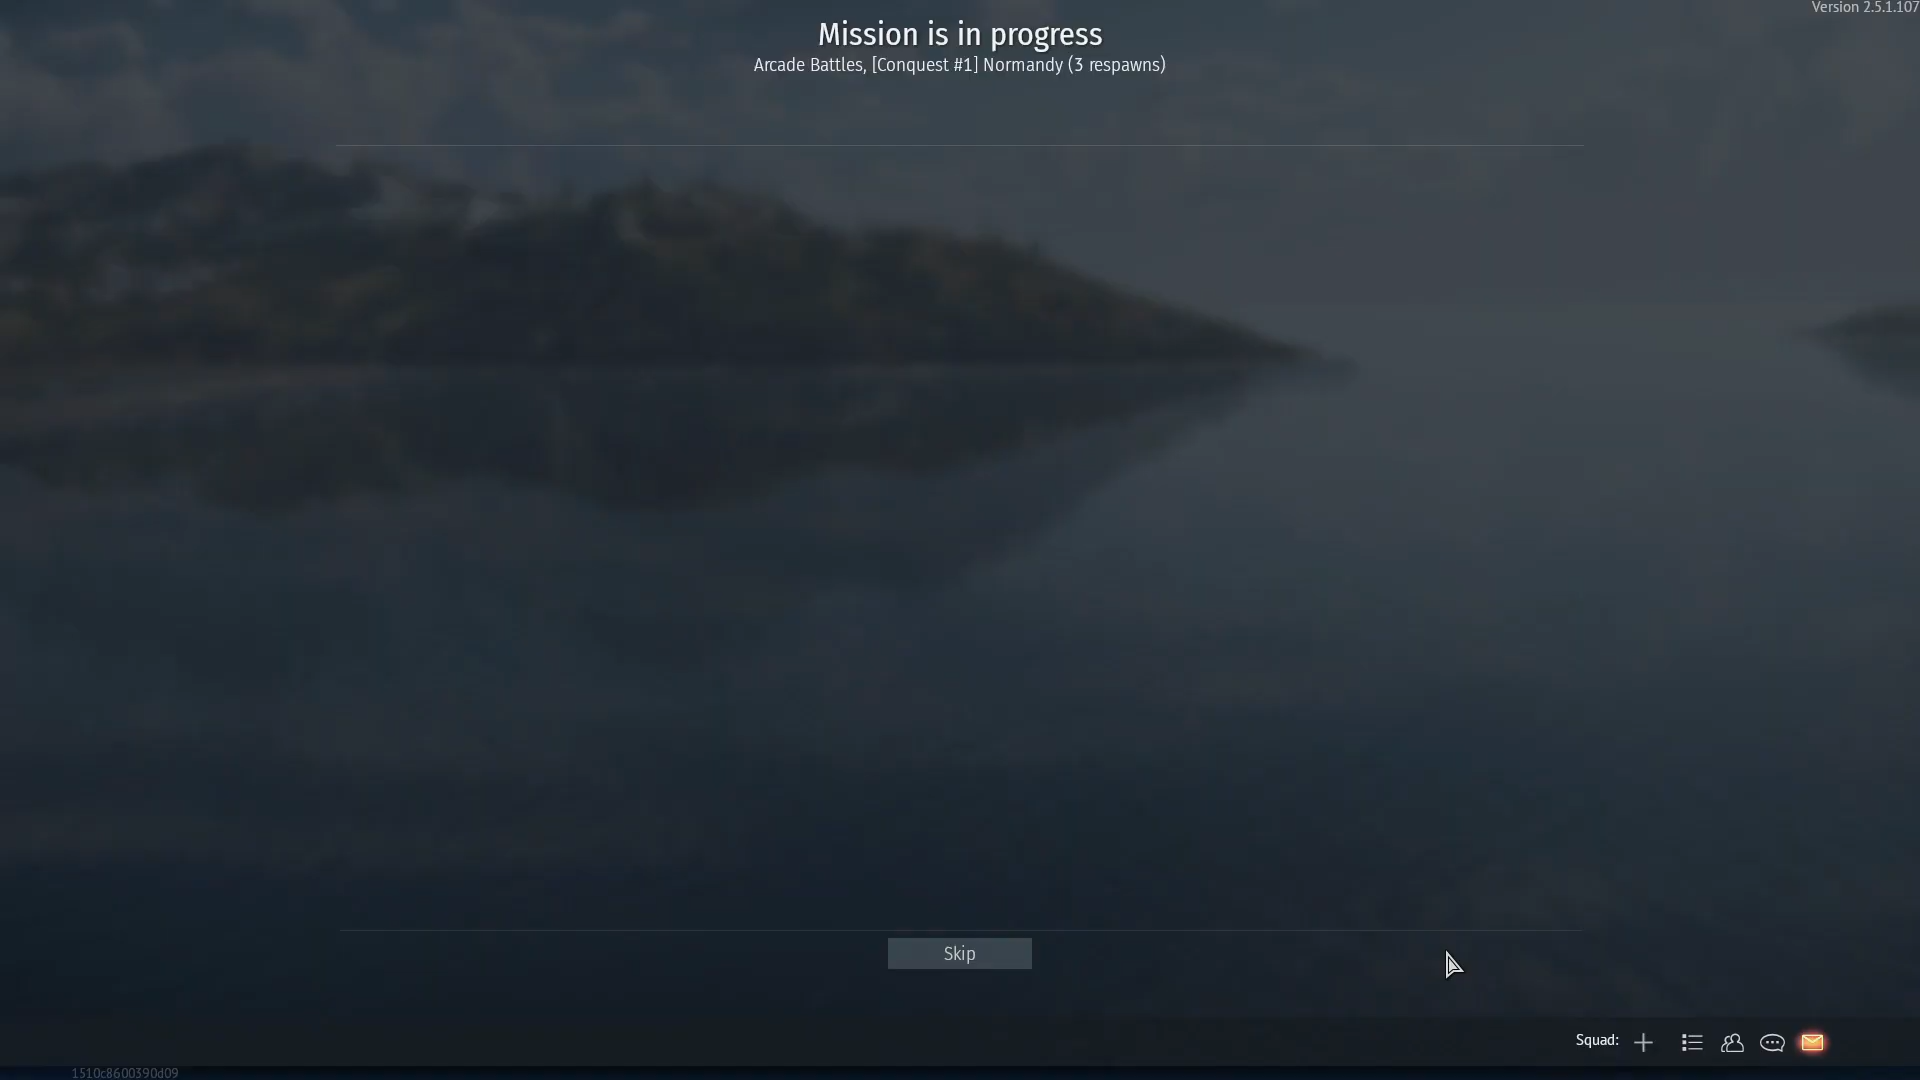 Version 2.5.1.107
Mission is in progress
Arcade Battles, [Conquest #1] Normandy (3 respawns)
Skip
Squad:
1510c8600390d09